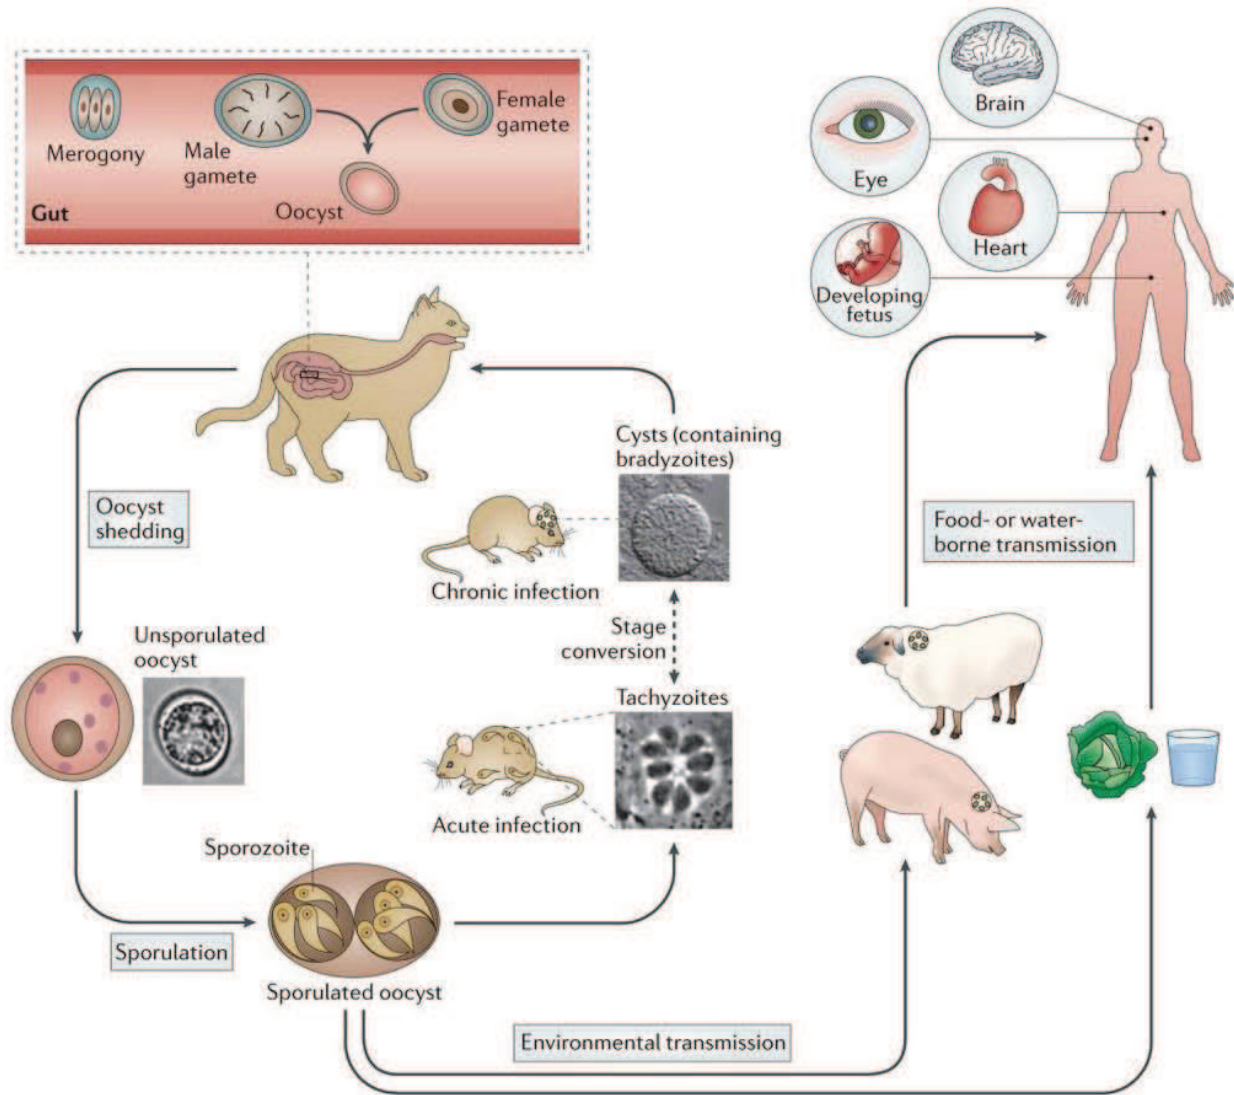 Merogony
Male
gamete
Female
gamete
Oocyst
Gut
Brain
Eye
Heart
Developing
fetus
Oocyst
shedding
Cysts (containing
bradyzoites)
Chronic infection
Stage
conversion
Food- or water-
borne transmission
Unsporulated
oocyst
Tachyzoites
Acute infection
Sporozoite
Sporulation
Sporulated oocyst
Environmental transmission